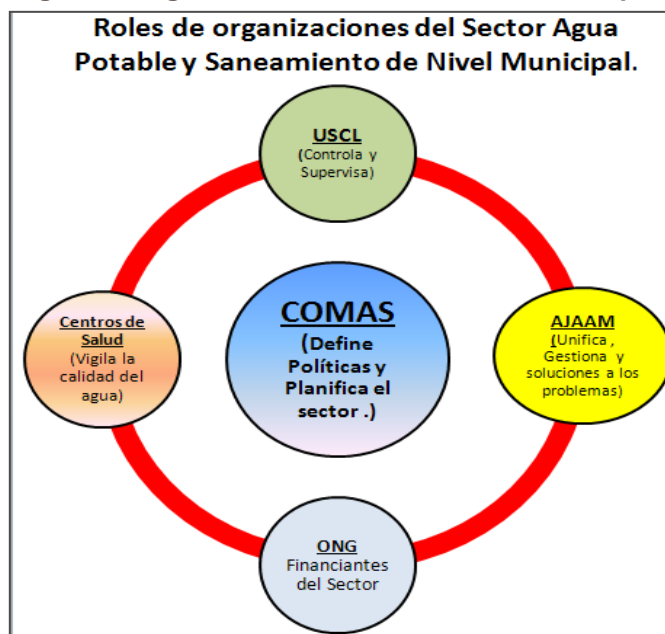 Roles de organizaciones del Sector Agua
Potable y Saneamiento de Nivel Municipal.
USCL
(Controla y
Supervisa)
COMAS
(Define
Políticas y
Planifica el
sector .)
Centros de
Salud
(Vigila la
calidad del
agua)
AJAAM
(Unifica ,
Gestiona y
soluciones a los
problemas)
ONG
Financiantes
del Sector